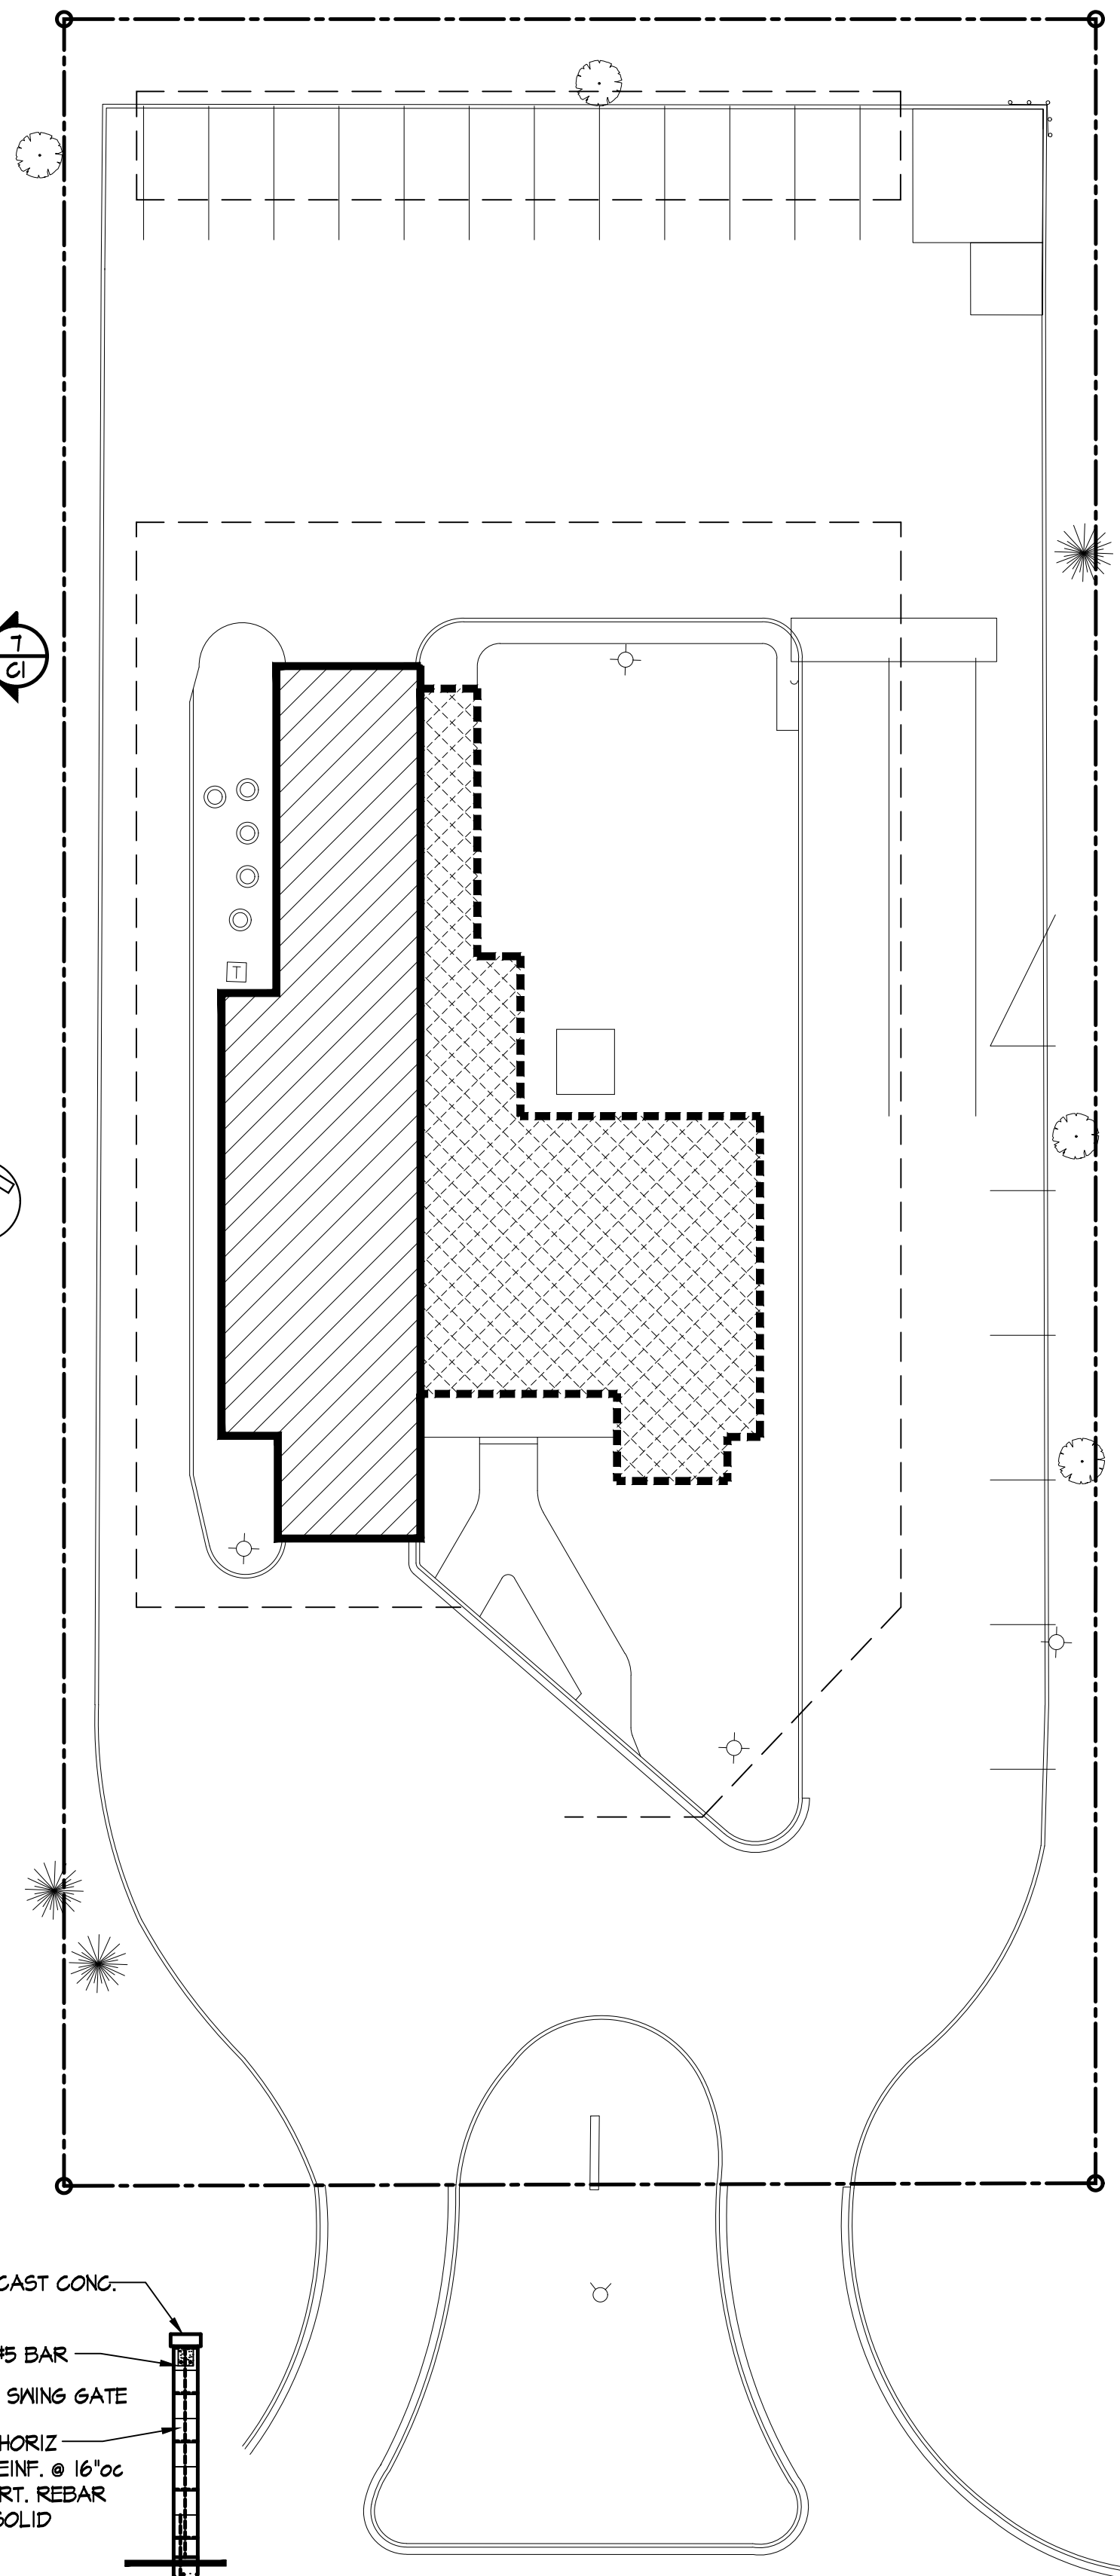 7
C1
T
CAST CONC.
#5 BAR
SWING GATE
HORIZ
EINF. @ 16"oc
RT. REBAR
SOLID